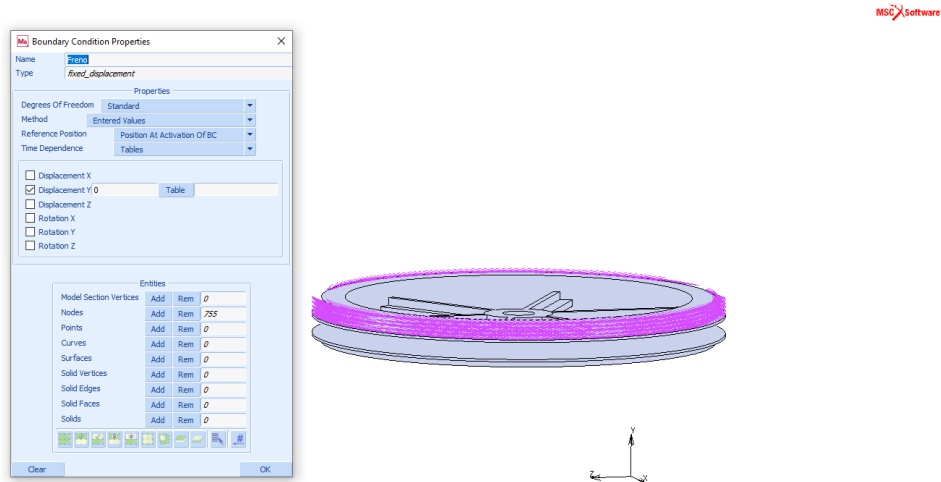 MSC Software
Ma Boundary Condition Properties
Name Freno
Type fixed_displacement
Properties
Degrees Of Freedom Standard
Method Entered Values
Reference Position Position At Activation Of BC
Time Dependence Tables
Displacement X
Displacement Y 0 Table
Displacement Z
Rotation X
Rotation Y
Rotation Z
Entities
Model Section Vertices Add Rem 0
Nodes Add Rem 755
Points Add Rem 0
Curves Add Rem 0
Surfaces Add Rem 0
Solid Vertices Add Rem 0
Solid Edges Add Rem 0
Solid Faces Add Rem 0
Solids Add Rem 0
#
Clear OK
Y
Z X